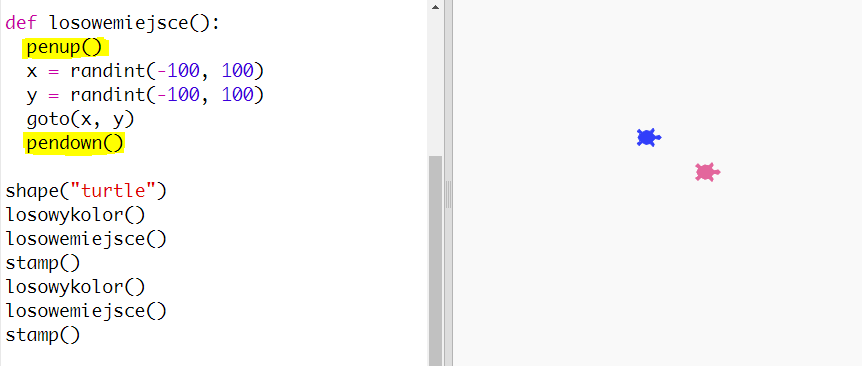 def losowemiejsce():
  penup()
  x = randint(-100, 100)
  y = randint(-100, 100)
  goto(x, y)
  pendown()

shape("turtle")
losowykolor()
losowemiejsce()
stamp()
losowykolor()
losowemiejsce()
stamp()